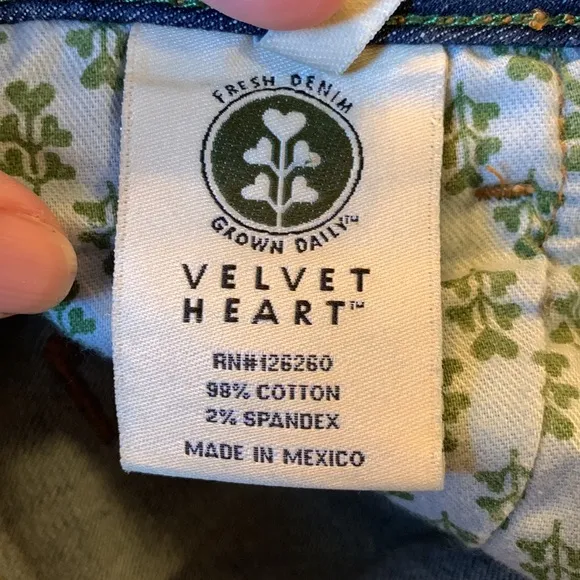 FRESH DENIM
GROWN DAILY™
VELVET
HEART™
RN#126260
98% COTTON
2% SPANDEX
MADE IN MEXICO